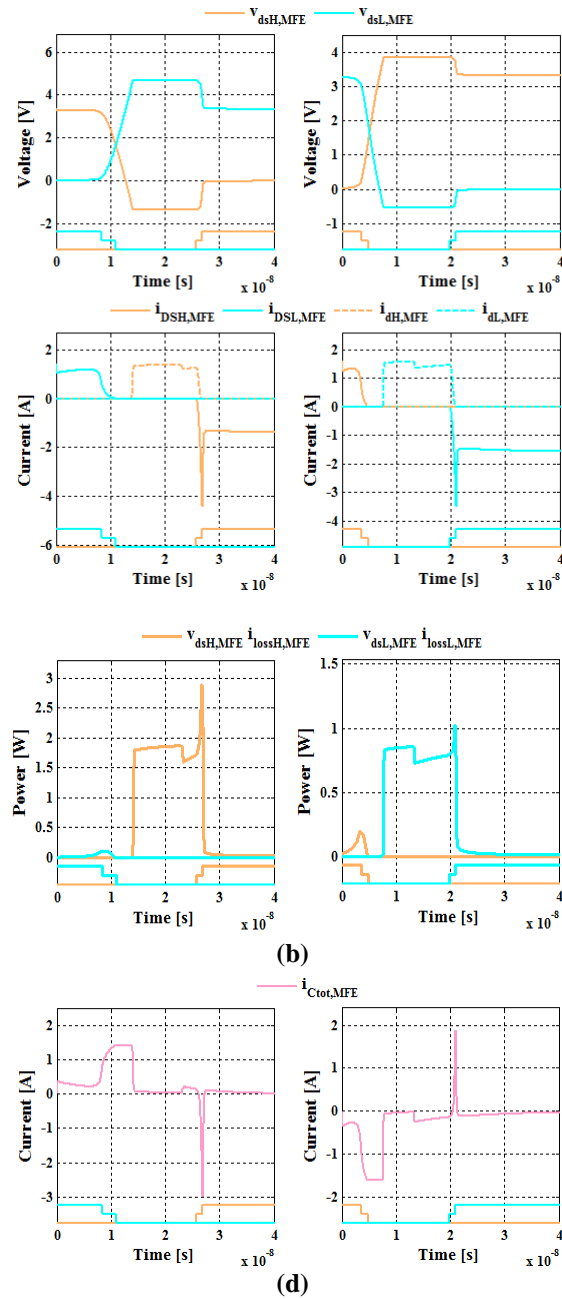 v_dsH,MFE v_dsL,MFE
Voltage [V]
6
4
2
0
−2
0 1 2 3 4
Time [s]
x 10^-8
Voltage [V]
4
3
2
1
0
−1
0 1 2 3 4
Time [s]
x 10^-8
i_DSH,MFE i_DSL,MFE i_dH,MFE i_dL,MFE
Current [A]
2
0
−2
−4
−6
0 1 2 3 4
Time [s]
x 10^-8
Current [A]
2
1
0
−1
−2
−3
−4
0 1 2 3 4
Time [s]
x 10^-8
v_dsH,MFE i_lossH,MFE v_dsL,MFE i_lossL,MFE
Power [W]
3
2.5
2
1.5
1
0.5
0
0 1 2 3 4
Time [s]
x 10^-8
Power [W]
1.5
1
0.5
0
0 1 2 3 4
Time [s]
x 10^-8
(b)
i_Ctot,MFE
Current [A]
2
1
0
−1
−2
−3
0 1 2 3 4
Time [s]
x 10^-8
Current [A]
2
1
0
−1
−2
0 1 2 3 4
Time [s]
x 10^-8
(d)